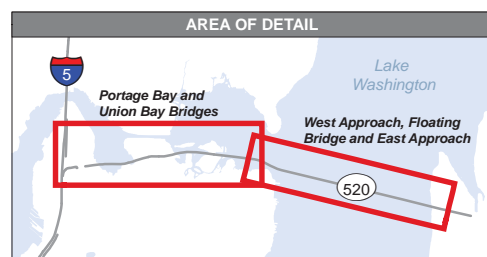 AREA OF DETAIL
5
Lake
Washington
Portage Bay and
Union Bay Bridges
West Approach, Floating
Bridge and East Approach
520